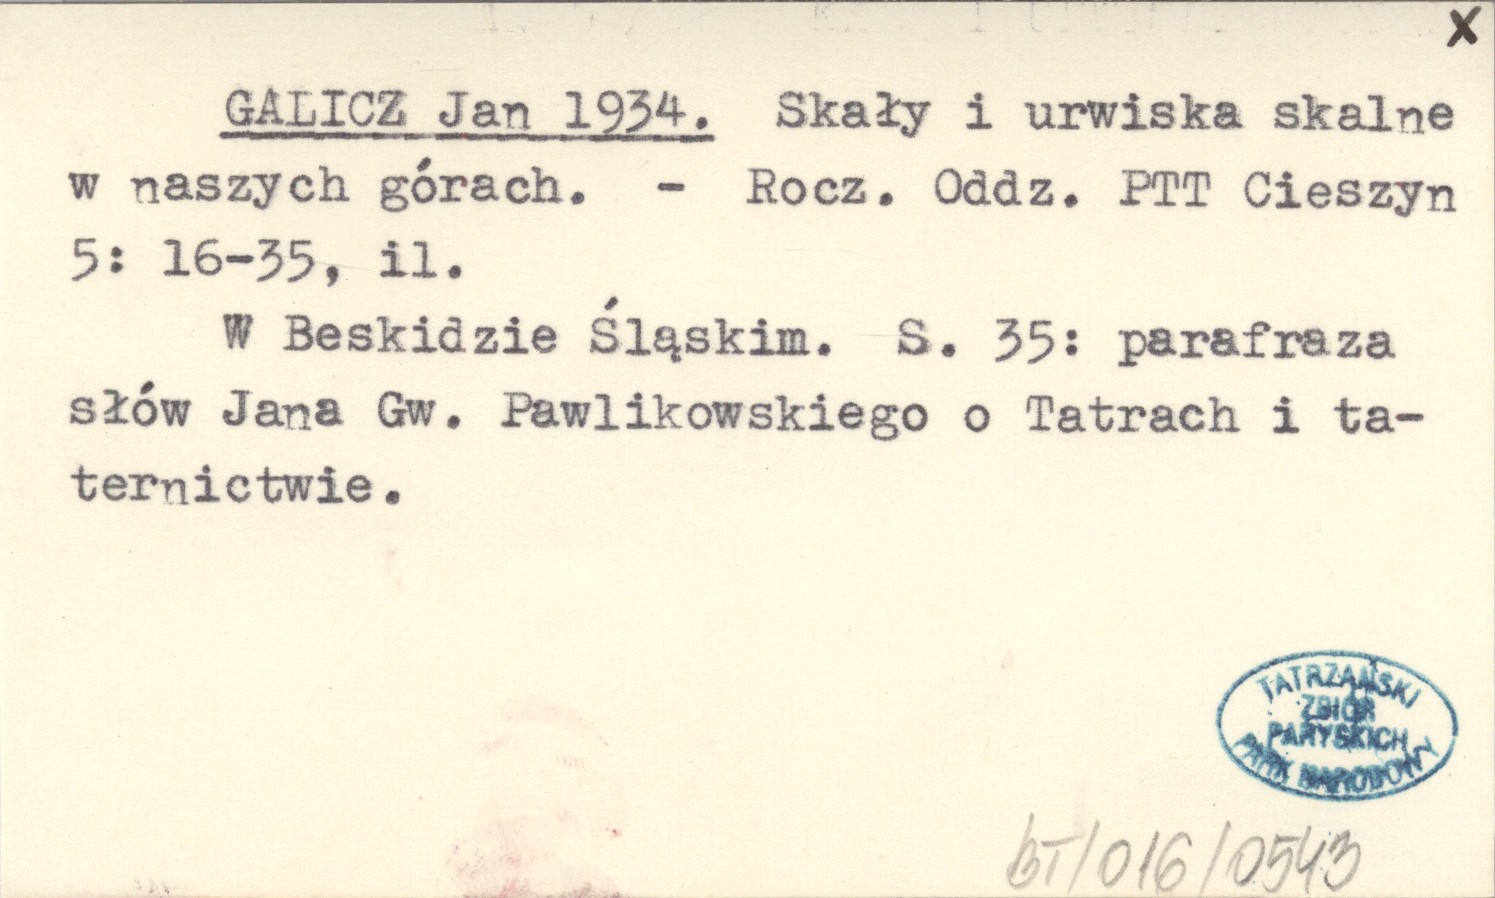 X
GALICZ Jan 1934. Skały i urwiska skalne
w naszych górach. - Rocz. Oddz. PTT Cieszyn
5: 16-35, il.
W Beskidzie Śląskim. S. 35: parafraza
słów Jana Gw. Pawlikowskiego o Tatrach i ta-
ternictwie.
TATRZAŃSKI
ZBIÓR
PARYSKICH
PARK NARODOWY
BT/016/0543